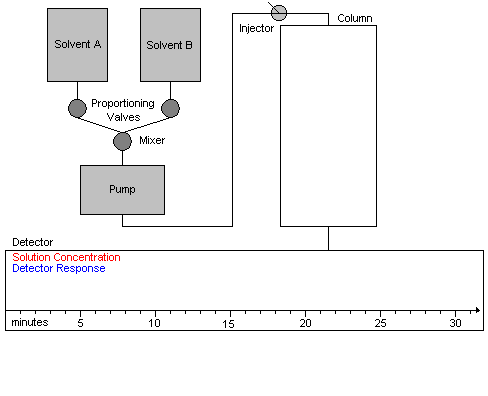 Solvent A
Solvent B
Injector
Column
Proportioning
Valves
Mixer
Pump
Detector
Solution Concentration
Detector Response
minutes 5 10 15 20 25 30